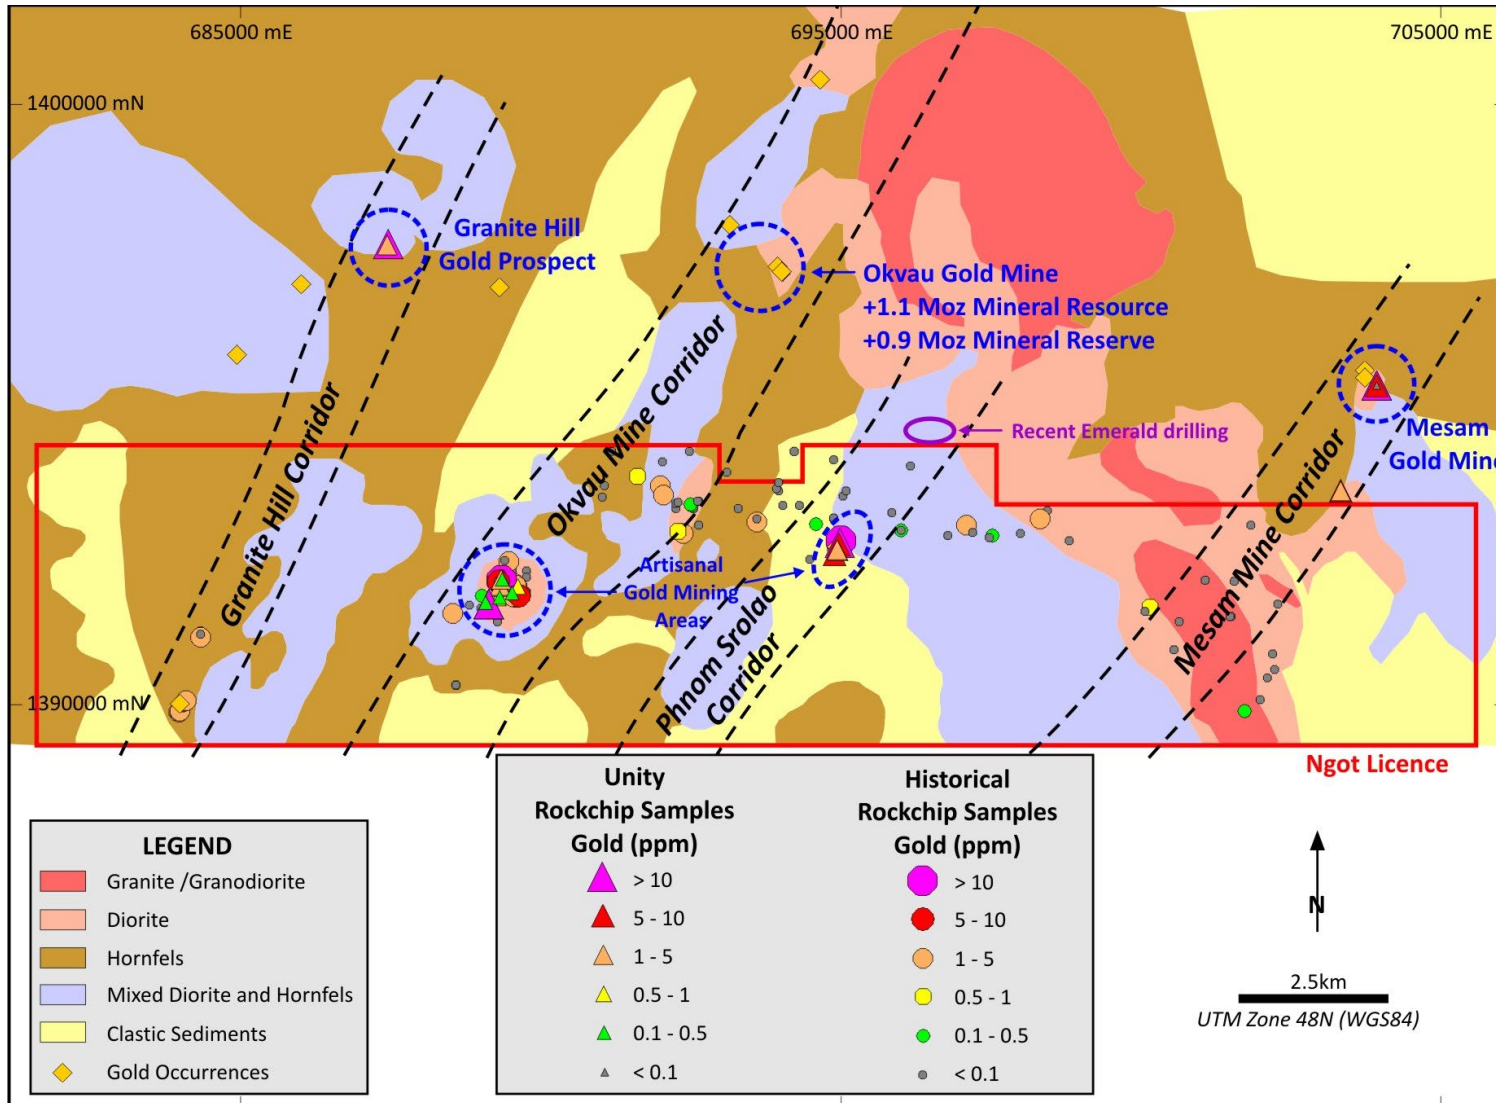 685000 mE
695000 mE
705000 mE
1400000 mN
Granite Hill
Gold Prospect
Okvau Gold Mine
+1.1 Moz Mineral Resource
+0.9 Moz Mineral Reserve
Granite Hill Corridor
Okvau Mine Corridor
Recent Emerald drilling
Mesam
Gold Mine
Mesam Mine Corridor
Artisanal
Gold Mining
Areas
Phnom Srolao
Corridor
1390000 mN
Ngot Licence
LEGEND
Granite /Granodiorite
Diorite
Hornfels
Mixed Diorite and Hornfels
Clastic Sediments
Gold Occurrences
Unity
Rockchip Samples
Gold (ppm)
> 10
5 - 10
1 - 5
0.5 - 1
0.1 - 0.5
< 0.1
Historical
Rockchip Samples
Gold (ppm)
> 10
5 - 10
1 - 5
0.5 - 1
0.1 - 0.5
< 0.1
N
2.5km
UTM Zone 48N (WGS84)